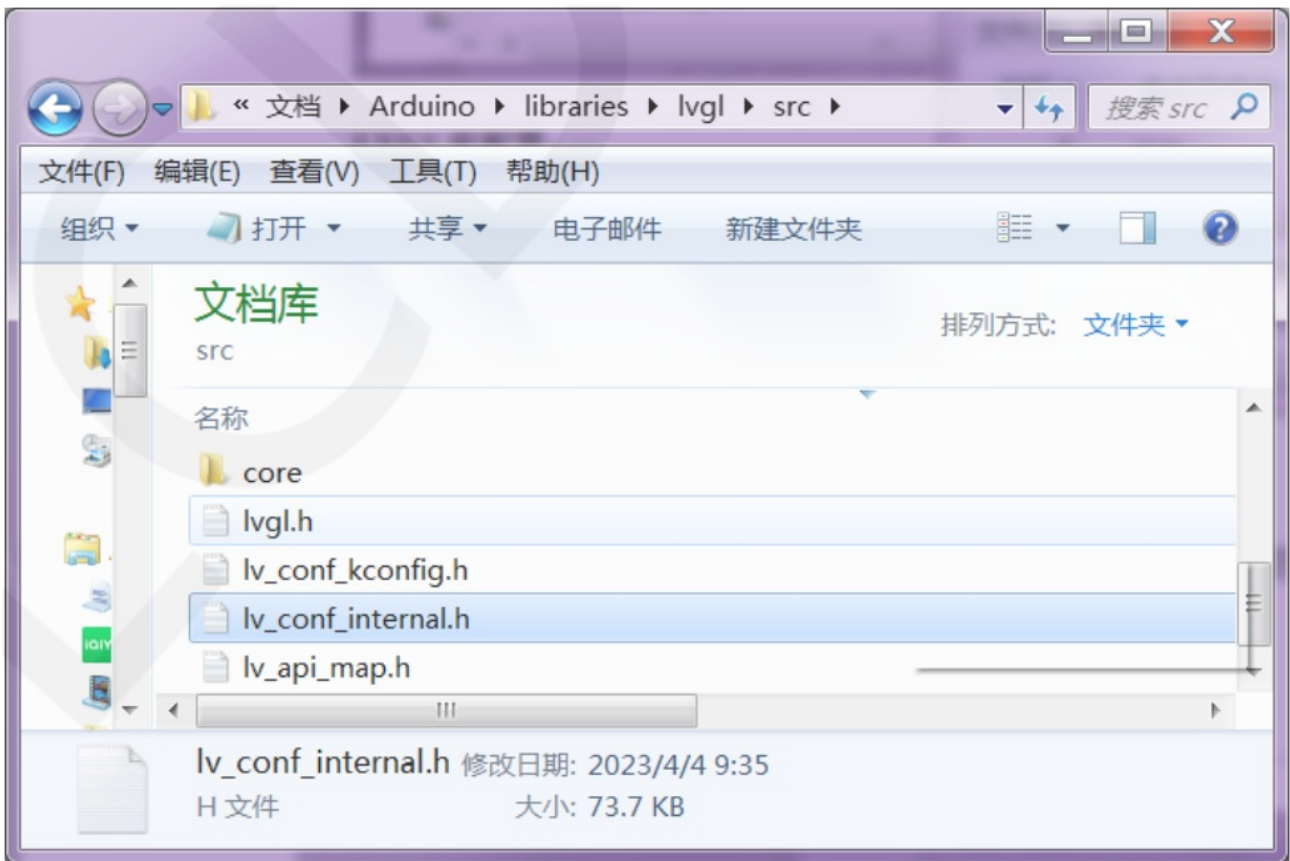 « 文档 ▶ Arduino ▶ libraries ▶ lvgl ▶ src ▶ 搜索 src
文件(F) 编辑(E) 查看(V) 工具(T) 帮助(H)
组织 打开 共享 电子邮件 新建文件夹
文档库
src
排列方式: 文件夹
名称
core
lvgl.h
lv_conf_kconfig.h
lv_conf_internal.h
lv_api_map.h
lv_conf_internal.h 修改日期: 2023/4/4 9:35
H 文件 大小: 73.7 KB